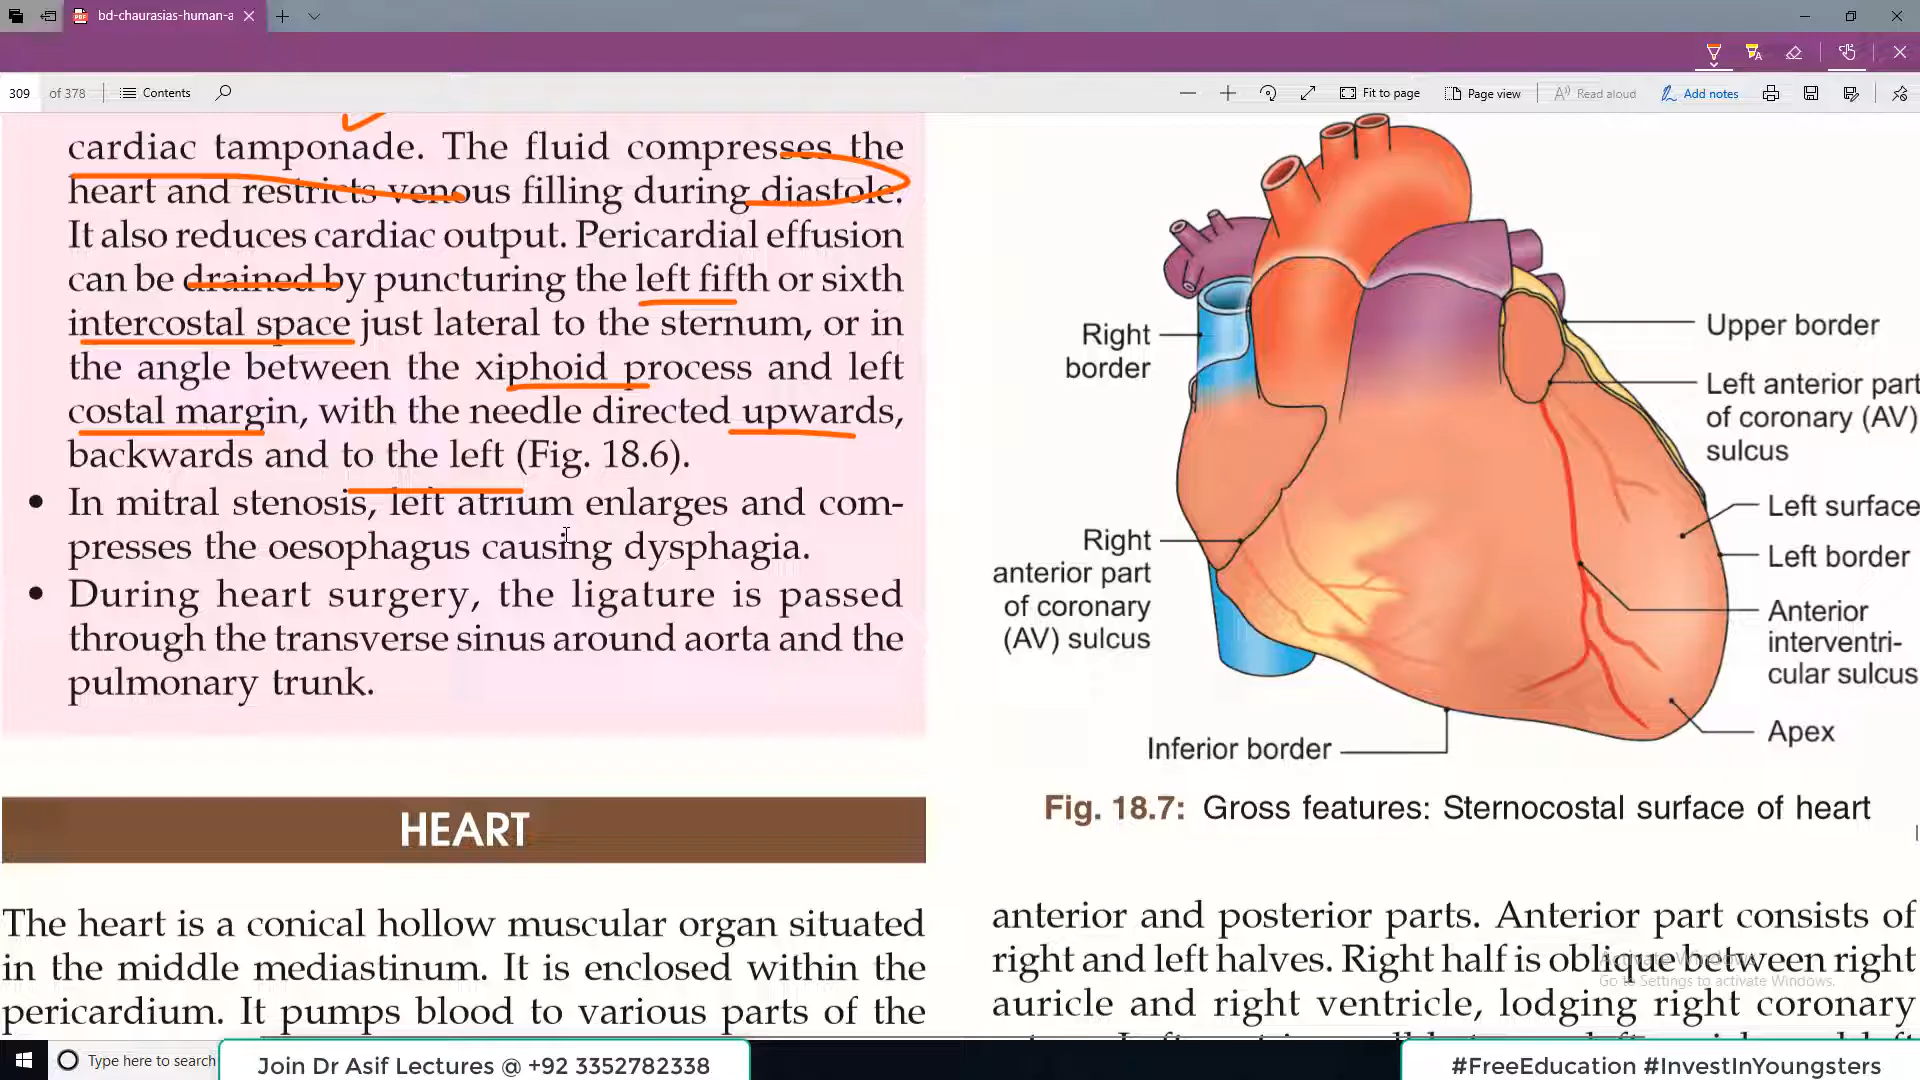 bd-chaurasias-human-a
309 of 378
Contents
Fit to page
Page view
Read aloud
Add notes
cardiac tamponade. The fluid compresses the
heart and restricts venous filling during diastole.
It also reduces cardiac output. Pericardial effusion
can be drained by puncturing the left fifth or sixth
intercostal space just lateral to the sternum, or in
the angle between the xiphoid process and left
costal margin, with the needle directed upwards,
backwards and to the left (Fig. 18.6).
• In mitral stenosis, left atrium enlarges and com-
presses the oesophagus causing dysphagia.
• During heart surgery, the ligature is passed
through the transverse sinus around aorta and the
pulmonary trunk.
HEART
The heart is a conical hollow muscular organ situated
in the middle mediastinum. It is enclosed within the
pericardium. It pumps blood to various parts of the
Right
border
Right
anterior part
of coronary
(AV) sulcus
Inferior border
Upper border
Left anterior part
of coronary (AV)
sulcus
Left surface
Left border
Anterior
interventri-
cular sulcus
Apex
Fig. 18.7: Gross features: Sternocostal surface of heart
anterior and posterior parts. Anterior part consists of
right and left halves. Right half is oblique between right
auricle and right ventricle, lodging right coronary
Activate Windows
Go to Settings to activate Windows.
Type here to search
Join Dr Asif Lectures @ +92 3352782338
#FreeEducation #InvestInYoungsters